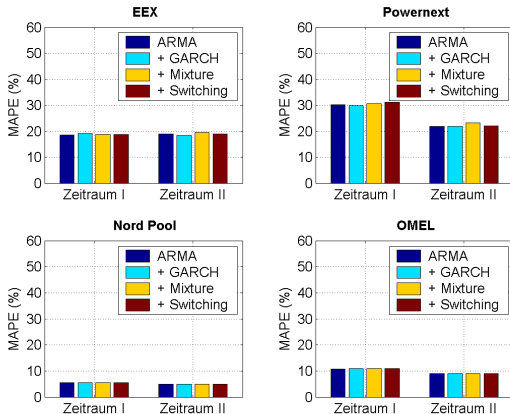 EEX
60
50
40
30
20
10
0
MAPE (%)
ARMA
+ GARCH
+ Mixture
+ Switching
Zeitraum I
Zeitraum II
Powernext
60
50
40
30
20
10
0
MAPE (%)
ARMA
+ GARCH
+ Mixture
+ Switching
Zeitraum I
Zeitraum II
Nord Pool
60
50
40
30
20
10
0
MAPE (%)
ARMA
+ GARCH
+ Mixture
+ Switching
Zeitraum I
Zeitraum II
OMEL
60
50
40
30
20
10
0
MAPE (%)
ARMA
+ GARCH
+ Mixture
+ Switching
Zeitraum I
Zeitraum II